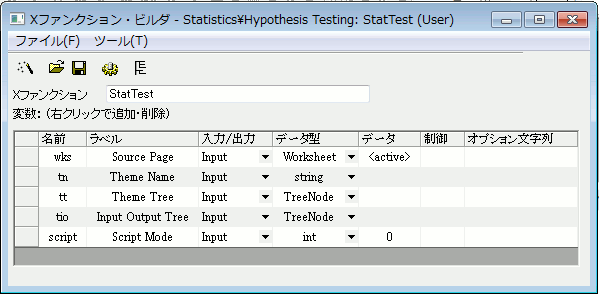 Xファンクション・ビルダ - Statistics¥Hypothesis Testing: StatTest (User)
ファイル(F) ツール(T)
Xファンクション StatTest
変数: (右クリックで追加・削除)
名前 ラベル 入力/出力 データ型 データ 制御 オプション文字列
wks Source Page Input Worksheet <active>
tn Theme Name Input string
tt Theme Tree Input TreeNode
tio Input Output Tree Input TreeNode
script Script Mode Input int 0